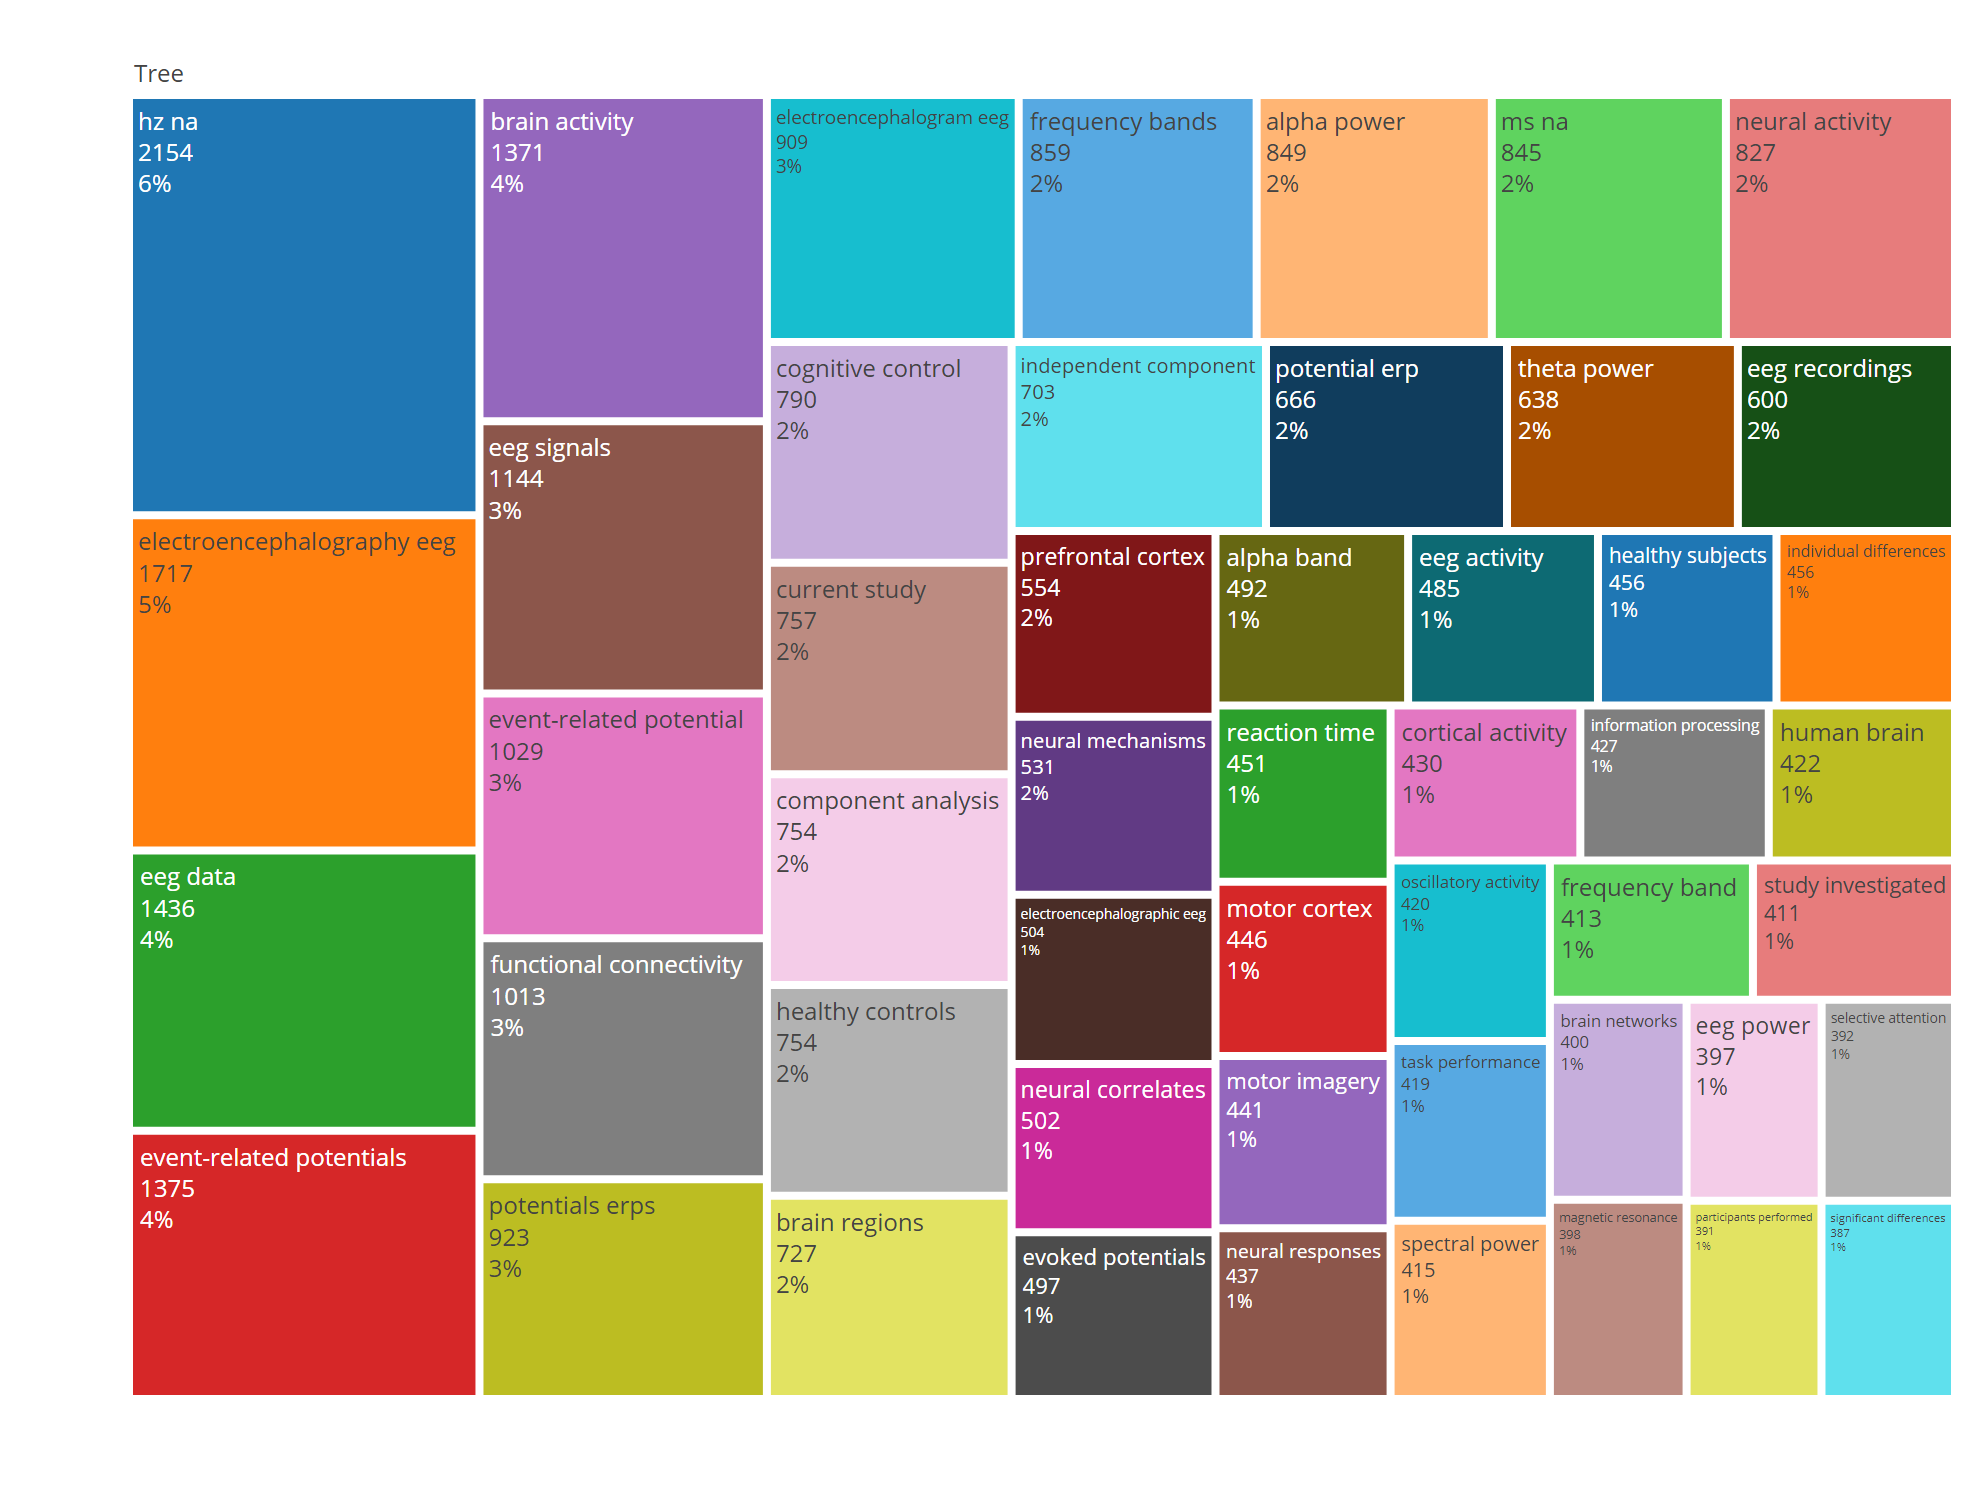 Tree
hz na
2154
6%
electroencephalography eeg
1717
5%
eeg data
1436
4%
event-related potentials
1375
4%
brain activity
1371
4%
eeg signals
1144
3%
event-related potential
1029
3%
functional connectivity
1013
3%
potentials erps
923
3%
electroencephalogram eeg
909
3%
frequency bands
859
2%
alpha power
849
2%
ms na
845
2%
neural activity
827
2%
cognitive control
790
2%
current study
757
2%
component analysis
754
2%
healthy controls
754
2%
brain regions
727
2%
independent component
703
2%
potential erp
666
2%
theta power
638
2%
eeg recordings
600
2%
prefrontal cortex
554
2%
neural mechanisms
531
2%
electroencephalographic eeg
504
1%
neural correlates
502
1%
evoked potentials
497
1%
alpha band
492
1%
eeg activity
485
1%
healthy subjects
456
1%
individual differences
456
1%
reaction time
451
1%
motor cortex
446
1%
motor imagery
441
1%
neural responses
437
1%
cortical activity
430
1%
information processing
427
1%
human brain
422
1%
oscillatory activity
420
1%
task performance
419
1%
spectral power
415
1%
frequency band
413
1%
study investigated
411
1%
brain networks
400
1%
magnetic resonance
398
1%
eeg power
397
1%
selective attention
392
1%
participants performed
391
1%
significant differences
387
1%